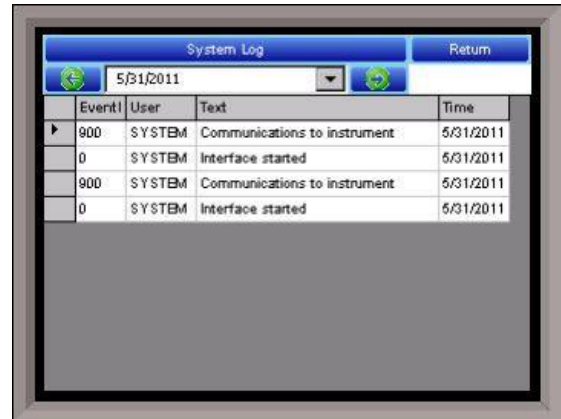 System Log Return
5/31/2011
EventI User Text Time
900 SYSTEM Communications to instrument 5/31/2011
0 SYSTEM Interface started 5/31/2011
900 SYSTEM Communications to instrument 5/31/2011
0 SYSTEM Interface started 5/31/2011